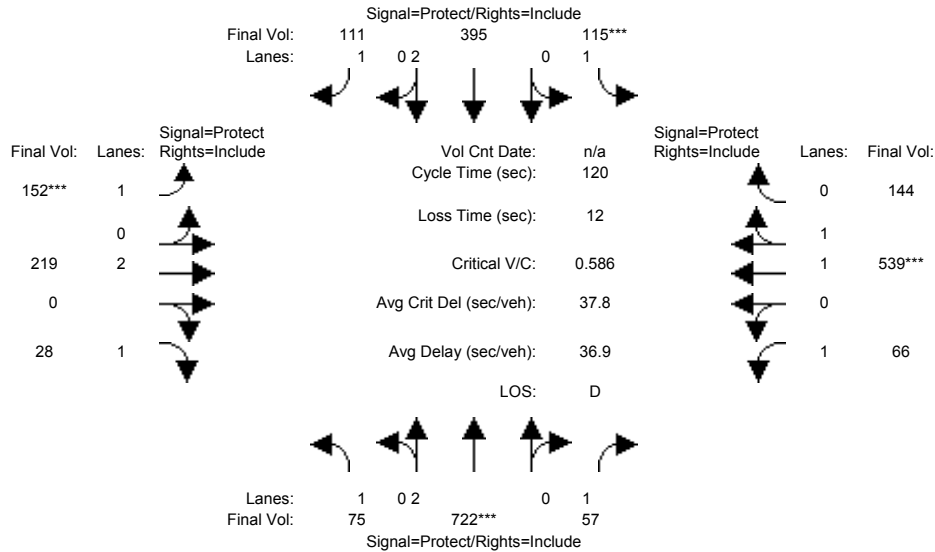 Signal=Protect/Rights=Include
Final Vol: 111 395 115***
Lanes: 1 0 2 0 1
Signal=Protect
Final Vol: Lanes: Rights=Include
152*** 1
0
219 2
0
28 1
Vol Cnt Date: n/a
Cycle Time (sec): 120
Loss Time (sec): 12
Critical V/C: 0.586
Avg Crit Del (sec/veh): 37.8
Avg Delay (sec/veh): 36.9
LOS: D
Signal=Protect
Rights=Include Lanes: Final Vol:
0 144
1
1 539***
0
1 66
Lanes: 1 0 2 0 1
Final Vol: 75 722*** 57
Signal=Protect/Rights=Include